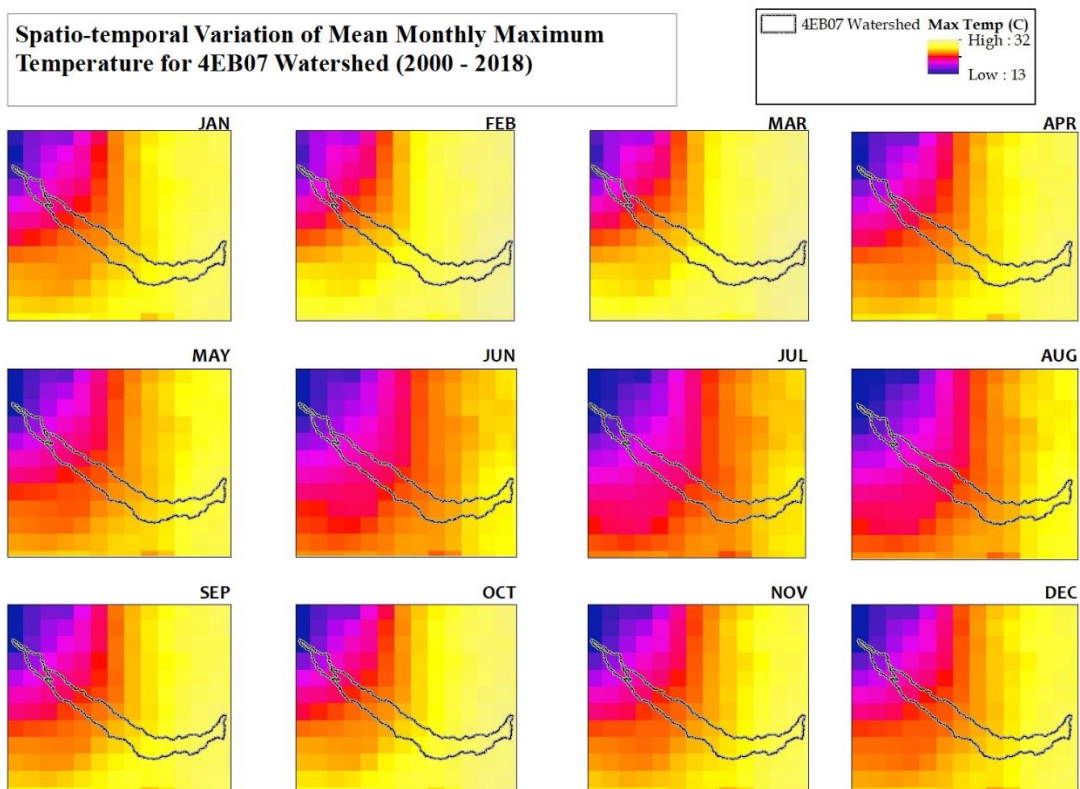 Spatio-temporal Variation of Mean Monthly Maximum
Temperature for 4EB07 Watershed (2000 - 2018)
4EB07 Watershed
Max Temp (C)
High : 32
Low : 13
JAN
FEB
MAR
APR
MAY
JUN
JUL
AUG
SEP
OCT
NOV
DEC